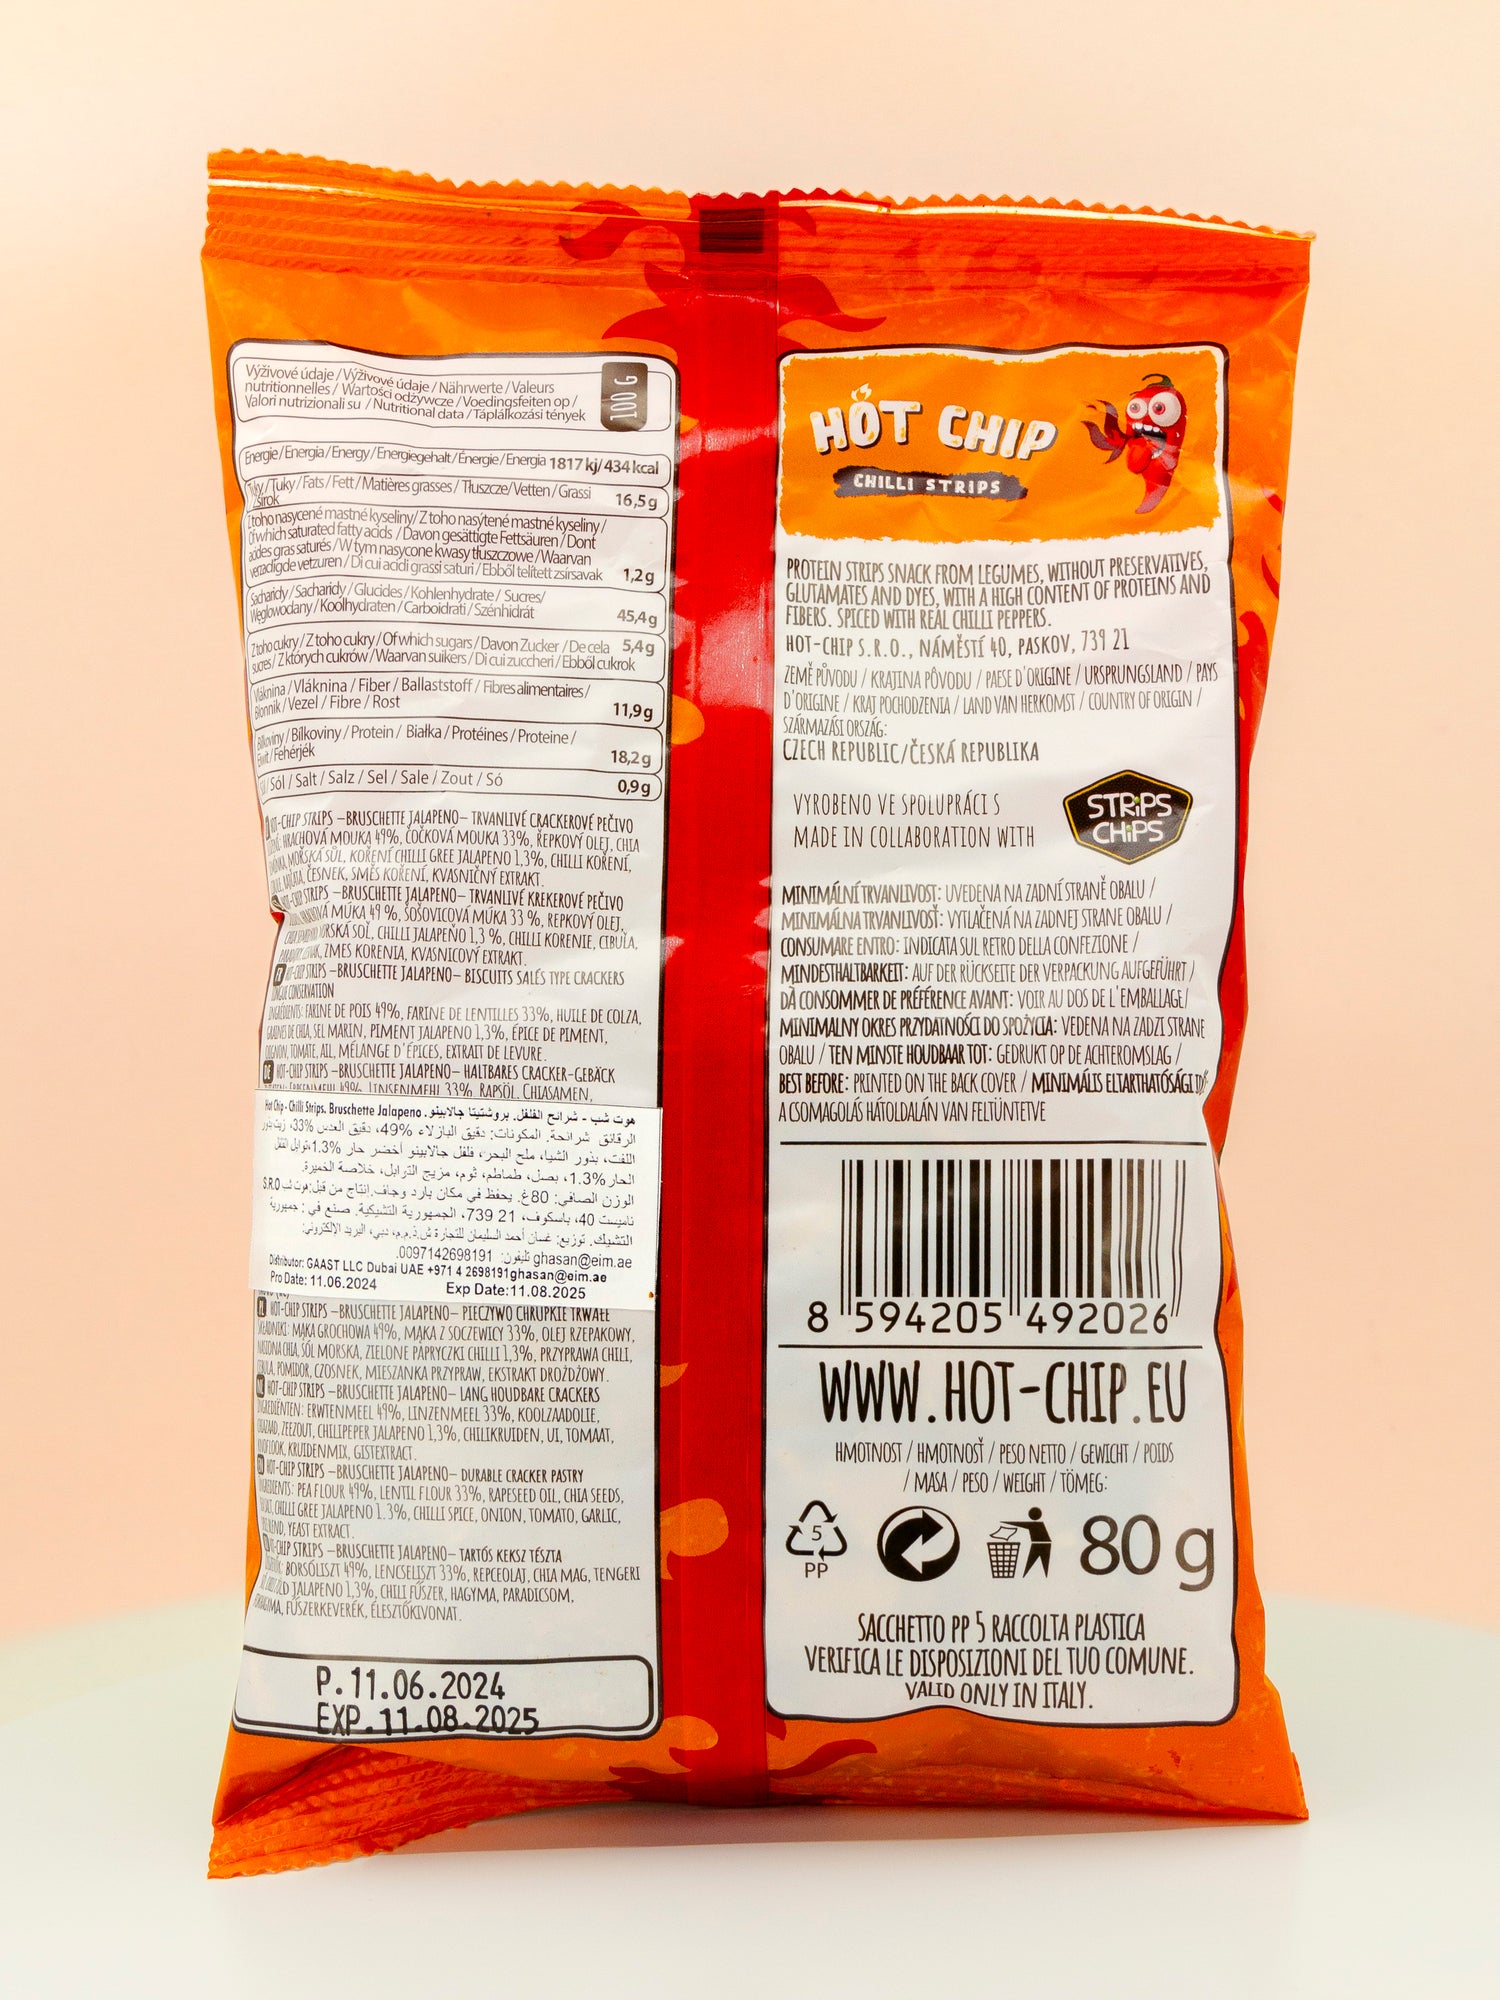 Výživové údaje / Výživové údaje / Nährwerte / Valeurs
nutritionnelles / Wartości odżywcze / Voedingsfeiten op /
Valori nutrizionali su / Nutritional data / Táplálkozási tények
100 G
Energie / Energia / Energy / Energiegehalt / Énergie / Energia 1817 kj/ 434 kcal
/ Tuky / Fats / Fett / Matières grasses / Tłuszcze/ Vetten / Grassi
Zsírok 16,5 g
toho nasycené mastné kyseliny/ Z toho nasýtené mastné kyseliny /
Of which saturated fatty acids / Davon gesättigte Fettsäuren / Dont
acides gras saturés / W tym nasycone kwasy tłuszczowe / Waarvan
verzadigde vetzuren / Di cui acidi grassi saturi / Ebből telített zsírsavak 1,2 g
Sacharidy / Sacharidy / Glucides / Kohlenhydrate / Sucres/
Węglowodany / Koolhydraten / Carboidrati / Szénhidrát 45,4 g
Z toho cukry / Z toho cukry / Of which sugars / Davon Zucker / De cela 5,4 g
sucres / Z których cukrów / Waarvan suikers / Di cui zuccheri / Ebből cukrok
Vláknina / Vláknina / Fiber / Ballaststoff / Fibres alimentaires /
Błonnik / Vezel / Fibre / Rost 11,9 g
Bílkoviny / Bílkoviny / Protein / Białka / Protéines / Proteine /
Eiwit / Fehérjék 18,2 g
/ Sól / Salt / Salz / Sel / Sale / Zout / Só 0,9 g
HOT-CHIP STRIPS –BRUSCHETTE JALAPENO– TRVANLIVÉ CRACKEROVÉ PEČIVO
HRACHOVÁ MOUKA 49%, ČOČKOVÁ MOUKA 33%, ŘEPKOVÝ OLEJ, CHIA
MOŘSKÁ SŮL, KOŘENÍ CHILLI GREE JALAPENO 1,3%, CHILLI KOŘENÍ,
ČESNEK, SMĚS KOŘENÍ, KVASNIČNÝ EXTRAKT.
HOT-CHIP STRIPS –BRUSCHETTE JALAPENO– TRVANLIVÉ KREKEROVÉ PEČIVO
MÚKA 49 %, ŠOŠOVICOVÁ MÚKA 33 %, REPKOVÝ OLEJ,
SOĽ, CHILLI JALAPEÑO 1,3 %, CHILLI KORENIE, CIBUĽA,
ZMES KORENIA, KVASNICOVÝ EXTRAKT.
FR HOT-CHIP STRIPS –BRUSCHETTE JALAPENO– BISCUITS SALÉS TYPE CRACKERS
LONGUE CONSERVATION
INGRÉDIENTS: FARINE DE POIS 49%, FARINE DE LENTILLES 33%, HUILE DE COLZA,
GRAINES DE CHIA, SEL MARIN, PIMENT JALAPENO 1,3%, ÉPICE DE PIMENT,
OIGNON, TOMATE, AIL, MÉLANGE D'ÉPICES, EXTRAIT DE LEVURE.
DE HOT-CHIP STRIPS –BRUSCHETTE JALAPENO– HALTBARES CRACKER-GEBÄCK
ERBSENMEHL 49%, LINSENMEHL 33%, RAPSÖL, CHIASAMEN,
Hot Chip - Chilli Strips, Bruschette Jalapeno . هوت شب - شرائح الفلفل. بروشتيتا جالابينو
الرقائق شرائحة. المكونات: دقيق البازلاء 49%، دقيق العدس 33%، زيت بذور
اللفت، بذور الشيا، ملح البحر، فلفل جالابينو أخضر حار 1.3%،توابل الفلفل
الحار 1.3%، بصل، طماطم، ثوم، مزيج التوابل، خلاصة الخميرة.
الوزن الصافي: 80غ. يحفظ في مكان بارد وجاف.إنتاج من قبل:هوت شب S.R.O
ناميست 40، باسكوف، 21 739، الجمهورية التشيكية. صنع في : جمهورية
التشيك. توزيع: غسان أحمد السليمان للتجارة ش.ذ.م.م، دبي، البريد الإلكتروني:
ghasan@eim.ae تليفون: 0097142698191.
Distributor: GAAST LLC Dubai UAE +971 4 2698191ghasan@eim.ae
Pro Date: 11.06.2024 Exp Date:11.08.2025
PL HOT-CHIP STRIPS –BRUSCHETTE JALAPENO– PIECZYWO CHRUPKIE TRWAŁE
SKŁADNIKI: MĄKA GROCHOWA 49%, MĄKA Z SOCZEWICY 33%, OLEJ RZEPAKOWY,
NASIONA CHIA, SÓL MORSKA, ZIELONE PAPRYCZKI CHILLI 1,3%, PRZYPRAWA CHILI,
CEBULA, POMIDOR, CZOSNEK, MIESZANKA PRZYPRAW, EKSTRAKT DROŻDŻOWY.
NL HOT-CHIP STRIPS –BRUSCHETTE JALAPENO– LANG HOUDBARE CRACKERS
INGREDIËNTEN: ERWTENMEEL 49%, LINZENMEEL 33%, KOOLZAADOLIE,
CHIAZAAD, ZEEZOUT, CHILIPEPER JALAPENO 1,3%, CHILIKRUIDEN, UI, TOMAAT,
KNOFLOOK, KRUIDENMIX, GISTEXTRACT.
HOT-CHIP STRIPS –BRUSCHETTE JALAPENO– DURABLE CRACKER PASTRY
INGREDIENTS: PEA FLOUR 49%, LENTIL FLOUR 33%, RAPESEED OIL, CHIA SEEDS,
SALT, CHILLI GREE JALAPENO 1.3%, CHILLI SPICE, ONION, TOMATO, GARLIC,
BLEND, YEAST EXTRACT.
HOT-CHIP STRIPS –BRUSCHETTE JALAPENO– TARTÓS KEKSZ TÉSZTA
BORSÓLISZT 49%, LENCSELISZT 33%, REPCEOLAJ, CHIA MAG, TENGERI
JALAPENO 1,3%, CHILI FŰSZER, HAGYMA, PARADICSOM,
FŰSZERKEVERÉK, ÉLESZTŐKIVONAT.
P. 11.06.2024
EXP. 11.08.2025
HOT CHIP
CHILLI STRIPS
PROTEIN STRIPS SNACK FROM LEGUMES, WITHOUT PRESERVATIVES,
GLUTAMATES AND DYES, WITH A HIGH CONTENT OF PROTEINS AND
FIBERS. SPICED WITH REAL CHILLI PEPPERS.
HOT-CHIP S.R.O., NÁMĚSTÍ 40, PASKOV, 739 21
ZEMĚ PŮVODU / KRAJINA PÔVODU / PAESE D'ORIGINE / URSPRUNGSLAND / PAYS
D'ORIGINE / KRAJ POCHODZENIA / LAND VAN HERKOMST / COUNTRY OF ORIGIN /
SZÁRMAZÁSI ORSZÁG:
CZECH REPUBLIC/ČESKÁ REPUBLIKA
VYROBENO VE SPOLUPRÁCI S
MADE IN COLLABORATION WITH
STRiPS
CHiPS
MINIMÁLNÍ TRVANLIVOST: UVEDENA NA ZADNÍ STRANĚ OBALU /
MINIMÁLNA TRVANLIVOSŤ: VYTLAČENÁ NA ZADNEJ STRANE OBALU /
CONSUMARE ENTRO: INDICATA SUL RETRO DELLA CONFEZIONE /
MINDESTHALTBARKEIT: AUF DER RÜCKSEITE DER VERPACKUNG AUFGEFÜHRT /
DÀ CONSOMMER DE PRÉFÉRENCE AVANT: VOIR AU DOS DE L'EMBALLAGE/
MINIMALNY OKRES PRZYDATNOŚCI DO SPOŻYCIA: VEDENA NA ZADZI STRANE
OBALU / TEN MINSTE HOUDBAAR TOT: GEDRUKT OP DE ACHTEROMSLAG /
BEST BEFORE: PRINTED ON THE BACK COVER / MINIMÁLIS ELTARTHATÓSÁGI IDŐ:
A CSOMAGOLÁS HÁTOLDALÁN VAN FELTÜNTETVE
8 594205 492026
WWW.HOT-CHIP.EU
HMOTNOST / HMOTNOSŤ / PESO NETTO / GEWICHT / POIDS
/ MASA / PESO / WEIGHT / TÖMEG:
5
PP
80 g
SACCHETTO PP 5 RACCOLTA PLASTICA
VERIFICA LE DISPOSIZIONI DEL TUO COMUNE.
VALID ONLY IN ITALY.